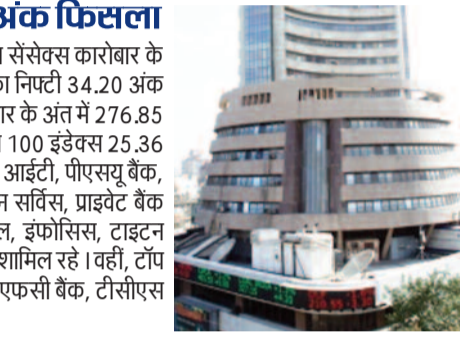 अंक फिसला
सेंसेक्स कारोबार के
निफ्टी 34.20 अंक
के अंत में 276.85
100 इंडेक्स 25.36
आईटी, पीएसयू बैंक,
सर्विस, प्राइवेट बैंक
इंफोसिस, टाइटन
शामिल रहे । वहीं, टॉप
एफसी बैंक, टीसीएस